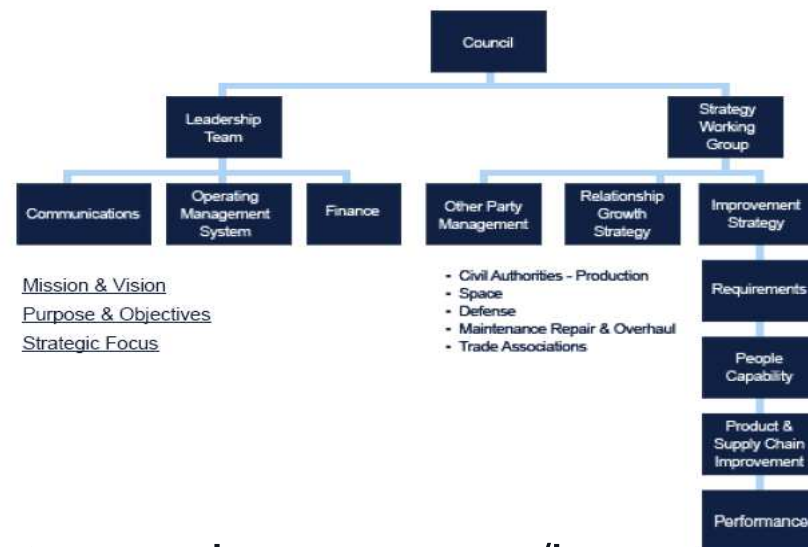 Council
Leadership
Team
Strategy
Working
Group
Communications
Operating
Management
System
Finance
Other Party
Management
Relationship
Growth
Strategy
Improvement
Strategy
Mission & Vision
Purpose & Objectives
Strategic Focus
• Civil Authorities - Production
• Space
• Defense
• Maintenance Repair & Overhaul
• Trade Associations
Requirements
People
Capability
Product &
Supply Chain
Improvement
Performance